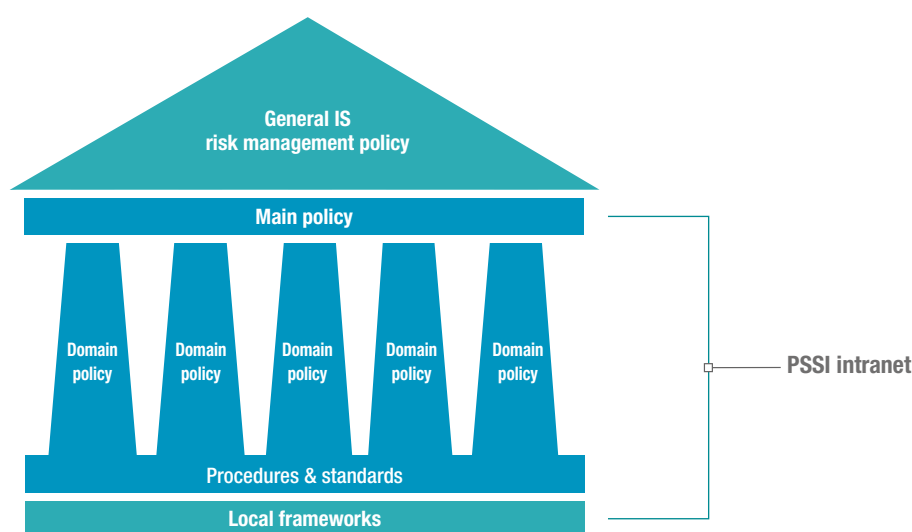 General IS
risk management policy
Main policy
Domain
policy
Domain
policy
Domain
policy
Domain
policy
Domain
policy
PSSI intranet
Procedures & standards
Local frameworks